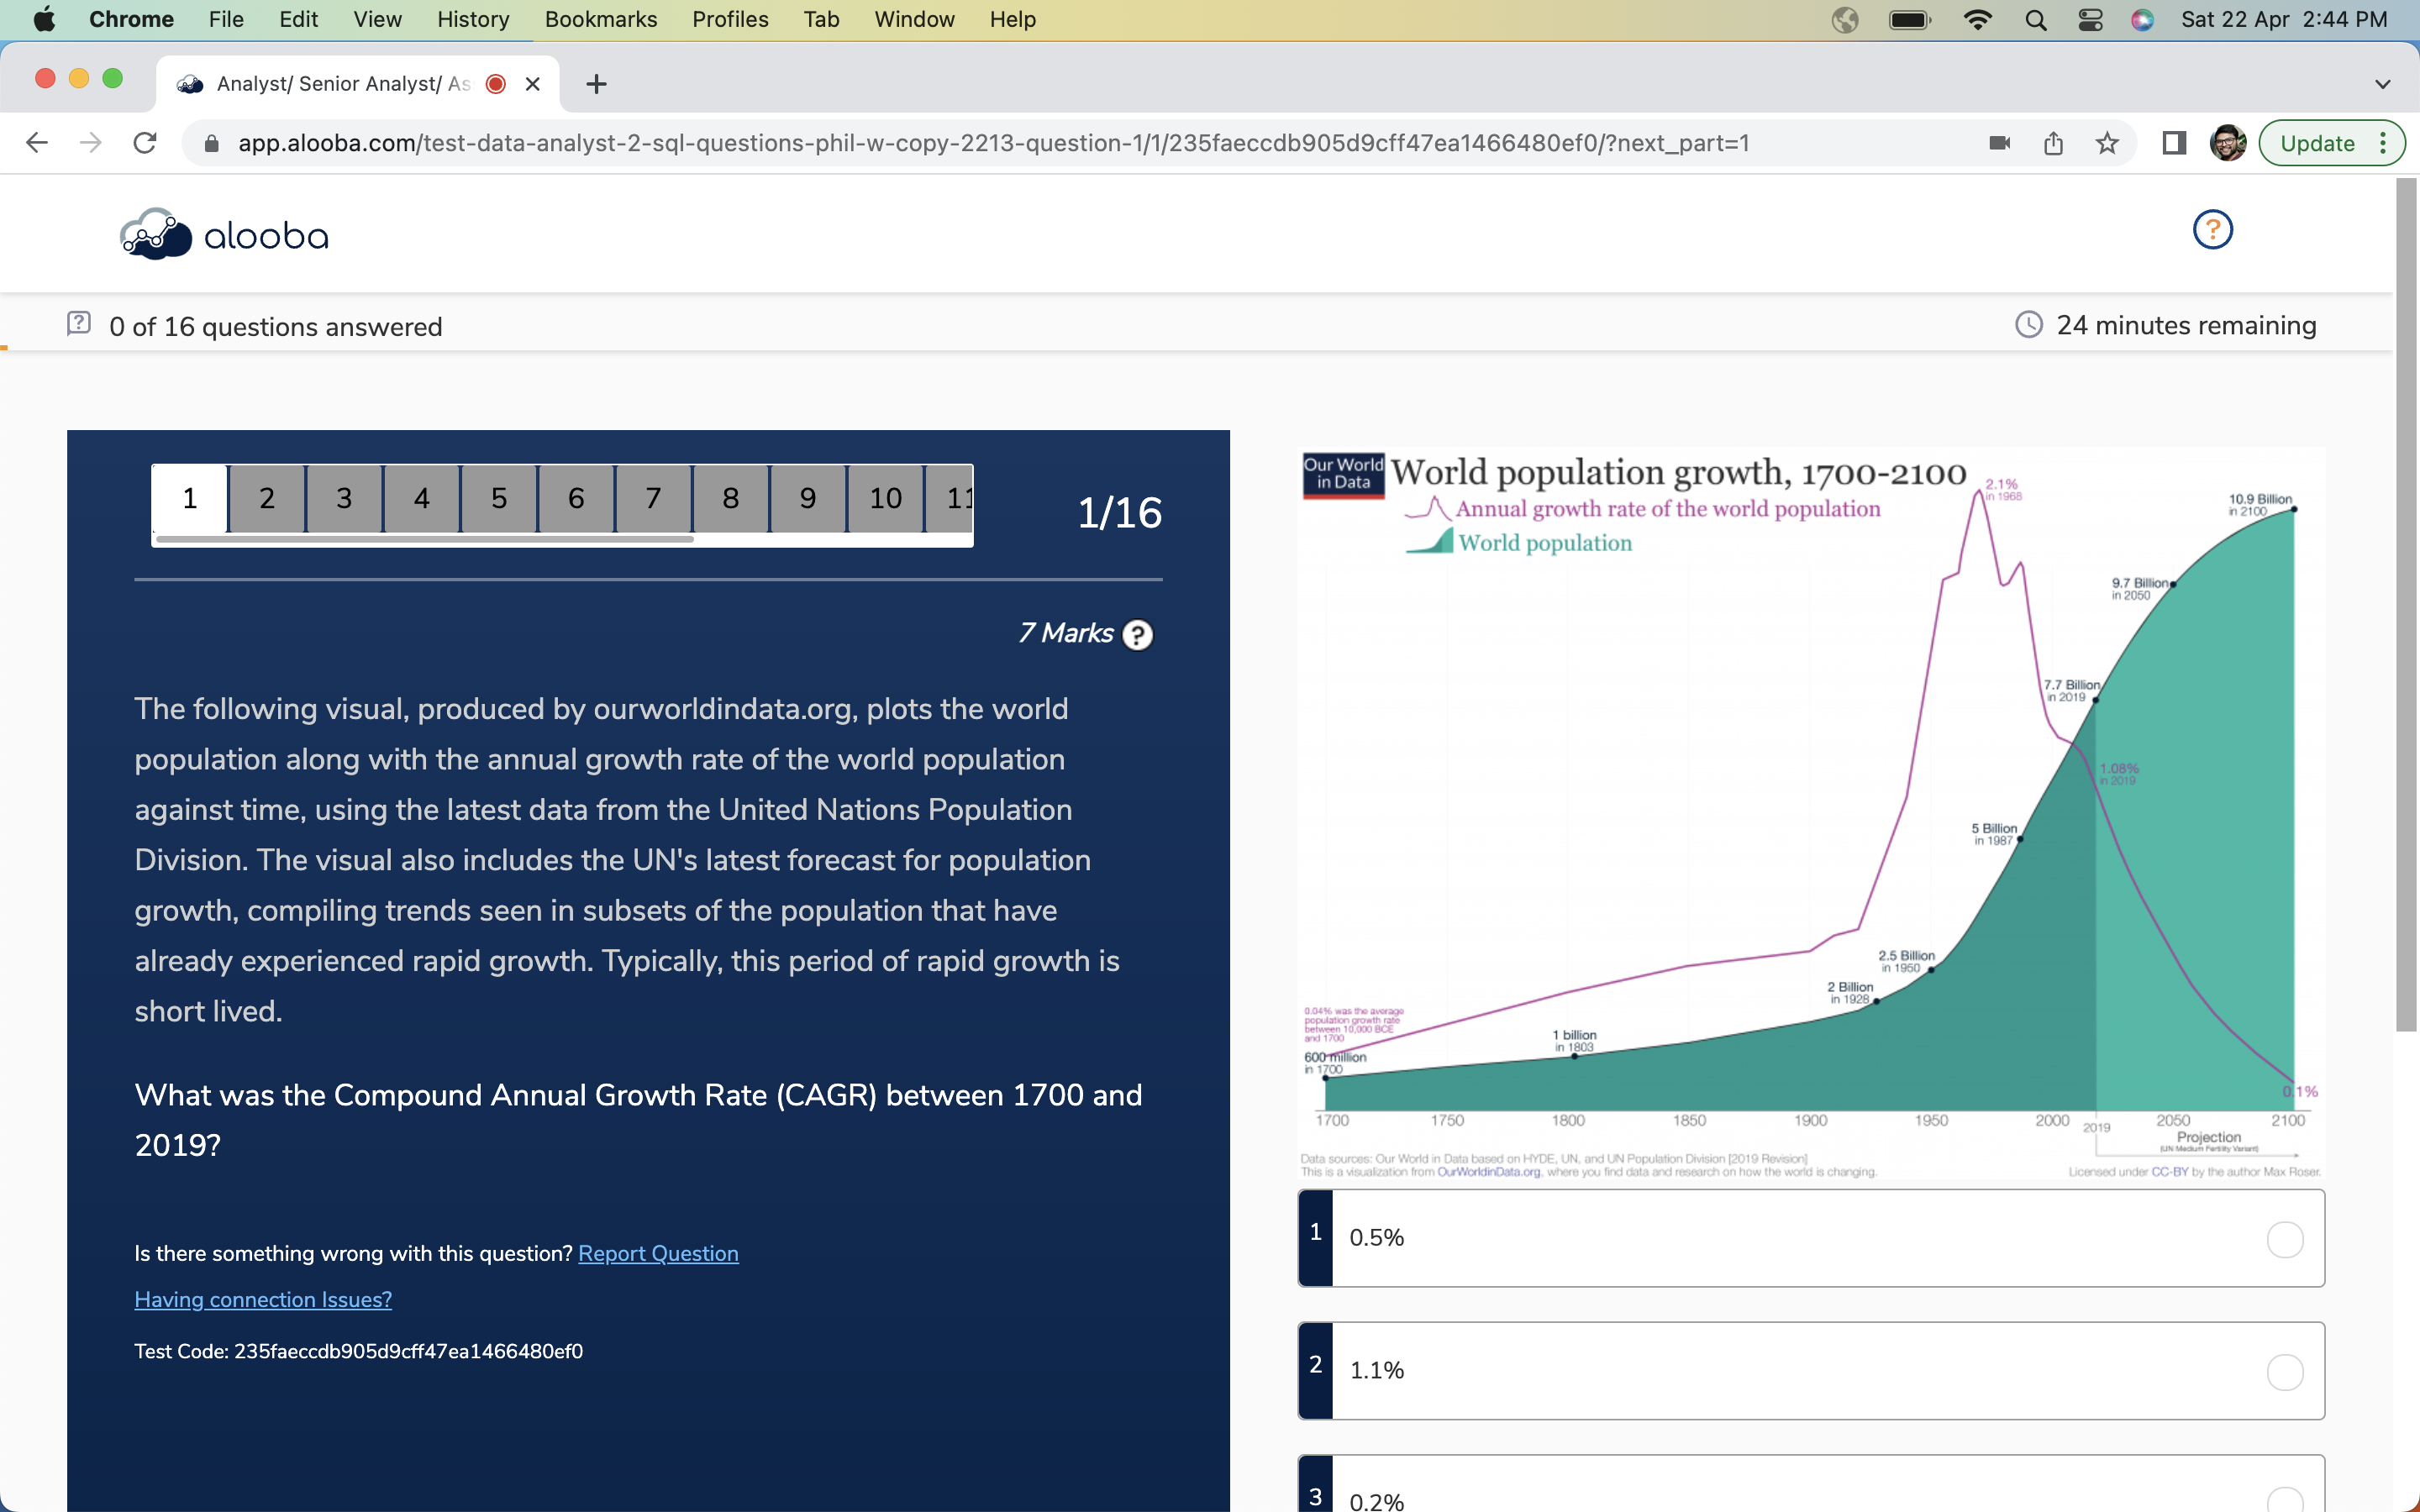 Chrome File Edit View History Bookmarks Profiles Tab Window Help Sat 22 Apr 2:44 PM
Analyst/ Senior Analyst/ As
app.alooba.com/test-data-analyst-2-sql-questions-phil-w-copy-2213-question-1/1/235faeccdb905d9cff47ea1466480ef0/?next_part=1
Update
alooba
?
0 of 16 questions answered
24 minutes remaining
1 2 3 4 5 6 7 8 9 10 11
1/16
7 Marks ?
The following visual, produced by ourworldindata.org, plots the world
population along with the annual growth rate of the world population
against time, using the latest data from the United Nations Population
Division. The visual also includes the UN's latest forecast for population
growth, compiling trends seen in subsets of the population that have
already experienced rapid growth. Typically, this period of rapid growth is
short lived.
What was the Compound Annual Growth Rate (CAGR) between 1700 and
2019?
Is there something wrong with this question? Report Question
Having connection Issues?
Test Code: 235faeccdb905d9cff47ea1466480ef0
Our World
in Data
World population growth, 1700-2100
Annual growth rate of the world population
World population
2.1%
in 1968
10.9 Billion
in 2100
9.7 Billion
in 2050
7.7 Billion
in 2019
1.08%
in 2019
5 Billion
in 1987
2.5 Billion
in 1950
2 Billion
in 1928
1 billion
in 1803
0.04% was the average
population growth rate
between 10,000 BCE
and 1700
600 million
in 1700
0.1%
1700 1750 1800 1850 1900 1950 2000 2019 2050 2100
Projection
(UN Medium Fertility Variant)
Data sources: Our World in Data based on HYDE, UN, and UN Population Division [2019 Revision]
This is a visualization from OurWorldinData.org, where you find data and research on how the world is changing.
Licensed under CC-BY by the author Max Roser.
1 0.5%
2 1.1%
3 0.2%